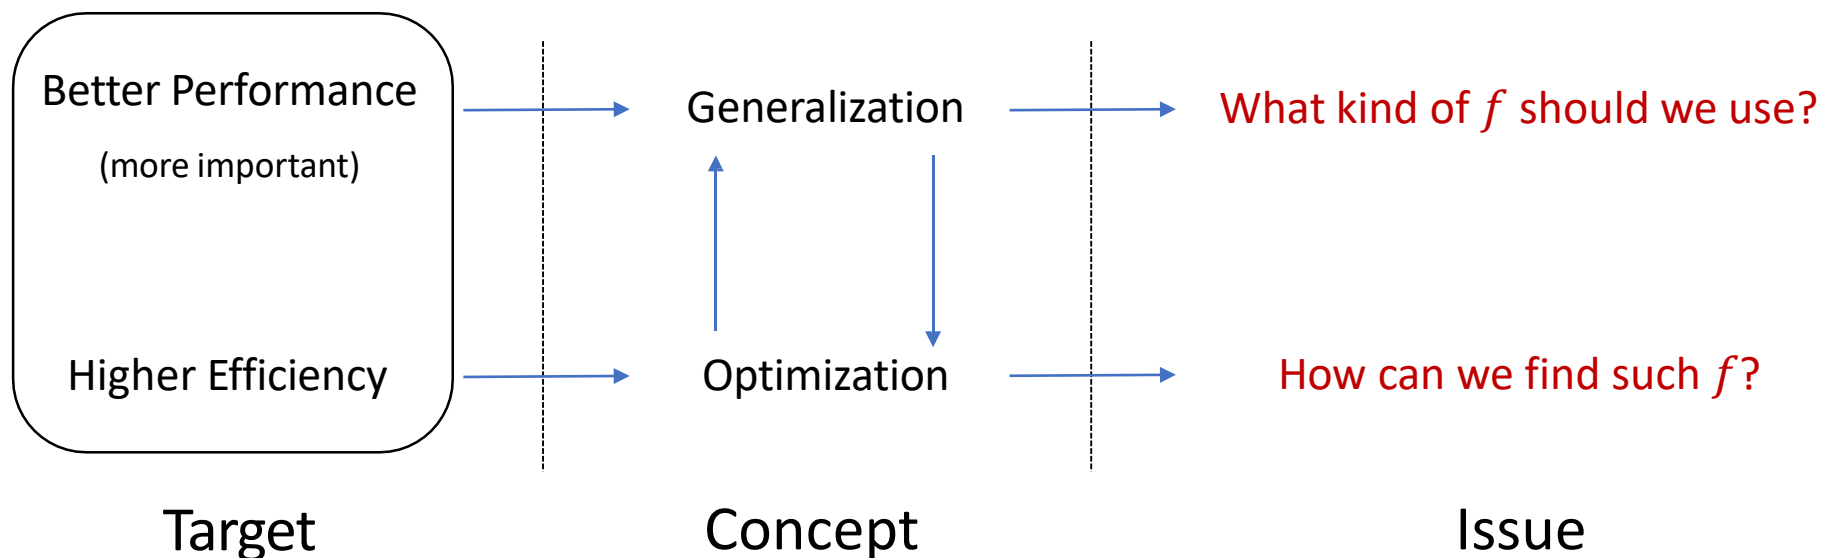 Better Performance
(more important)
Generalization
What kind of f should we use?
Higher Efficiency
Optimization
How can we find such f?
Target
Concept
Issue